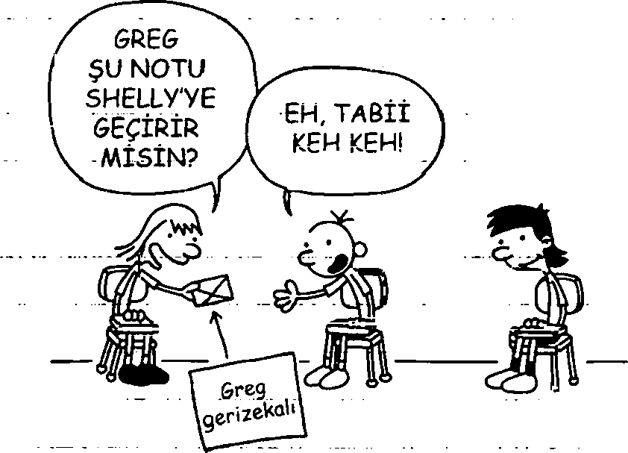 GREG
ŞU NOTU
SHELLY'YE
GEÇİRİR
MİSİN?
EH, TABİİ
KEH KEH!
Greg
gerizekalı